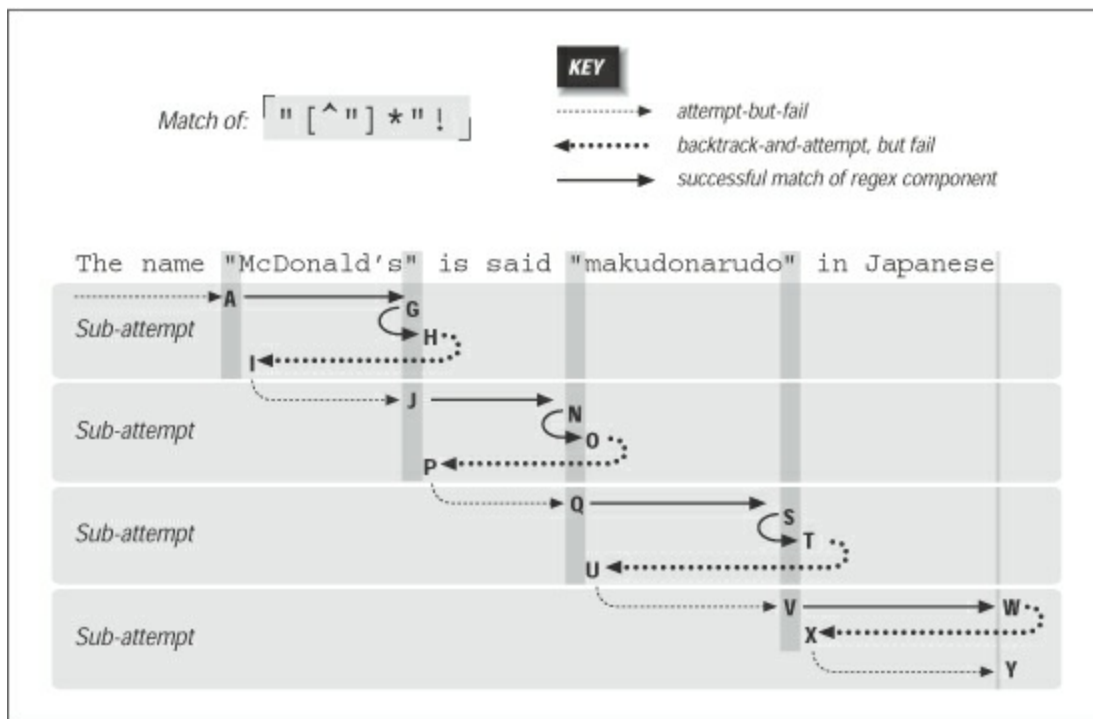 KEY
Match of: "[^"]*"!
attempt-but-fail
backtrack-and-attempt, but fail
successful match of regex component
The name "McDonald's" is said "makudonarudo" in Japanese
A
G
Sub-attempt
H
I
J
N
Sub-attempt
O
P
Q
S
Sub-attempt
T
U
V W
Sub-attempt
X
Y